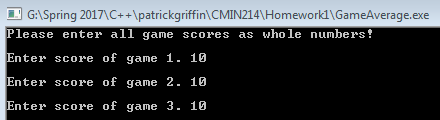 G:\Spring 2017\C++\patrickgriffin\CMIN214\Homework1\GameAverage.exe
Please enter all game scores as whole numbers!
Enter score of game 1. 10
Enter score of game 2. 10
Enter score of game 3. 10